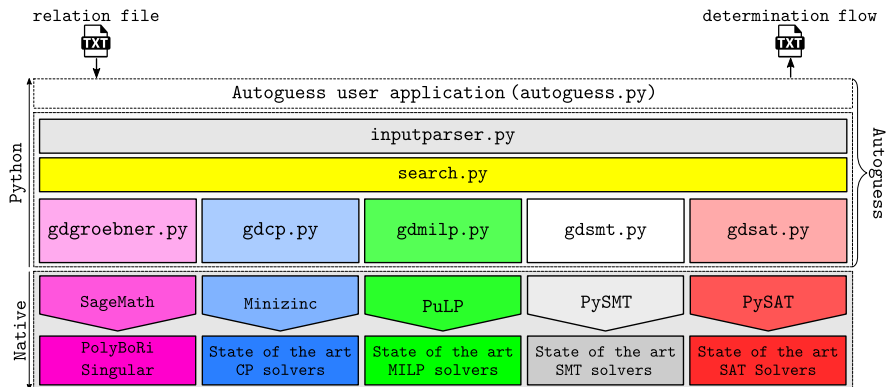 relation file
determination flow
TXT
TXT
Autoguess user application (autoguess.py)
inputparser.py
search.py
gdgroebner.py
gdcp.py
gdmilp.py
gdsmt.py
gdsat.py
SageMath
Minizinc
PuLP
PySMT
PySAT
PolyBoRi
Singular
State of the art
CP solvers
State of the art
MILP solvers
State of the art
SMT solvers
State of the art
SAT Solvers
Python
Native
Autoguess